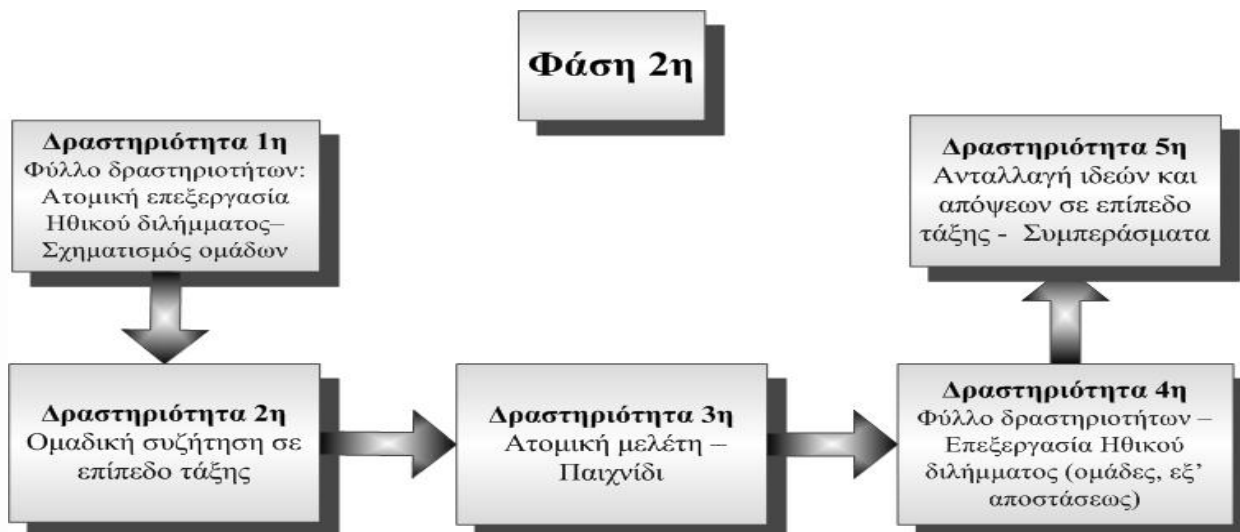 Φάση 2η
Δραστηριότητα 1η
Φύλλο δραστηριοτήτων:
Ατομική επεξεργασία
Ηθικού διλήμματος–
Σχηματισμός ομάδων
Δραστηριότητα 2η
Ομαδική συζήτηση σε
επίπεδο τάξης
Δραστηριότητα 3η
Ατομική μελέτη –
Παιχνίδι
Δραστηριότητα 4η
Φύλλο δραστηριοτήτων –
Επεξεργασία Ηθικού
διλήμματος (ομάδες, εξ’
αποστάσεως)
Δραστηριότητα 5η
Ανταλλαγή ιδεών και
απόψεων σε επίπεδο
τάξης - Συμπεράσματα